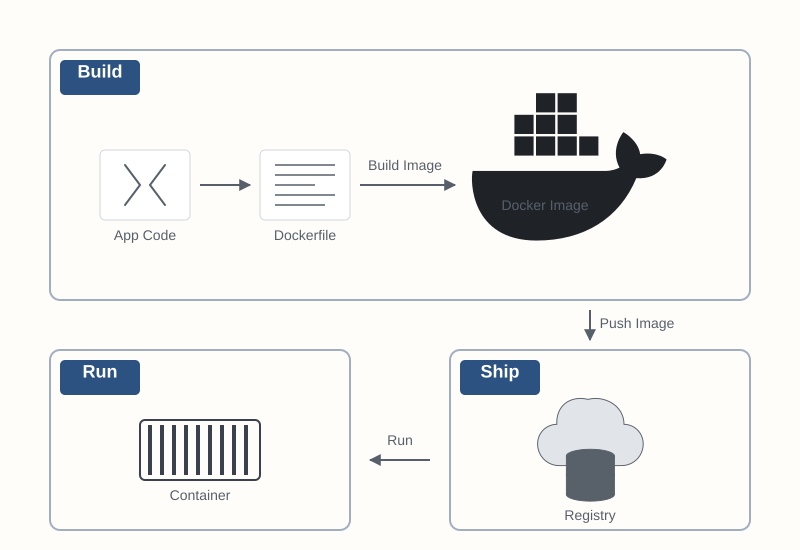 Build
Build Image
Docker Image
App Code
Dockerfile
Push Image
Run
Ship
Run
Container
Registry